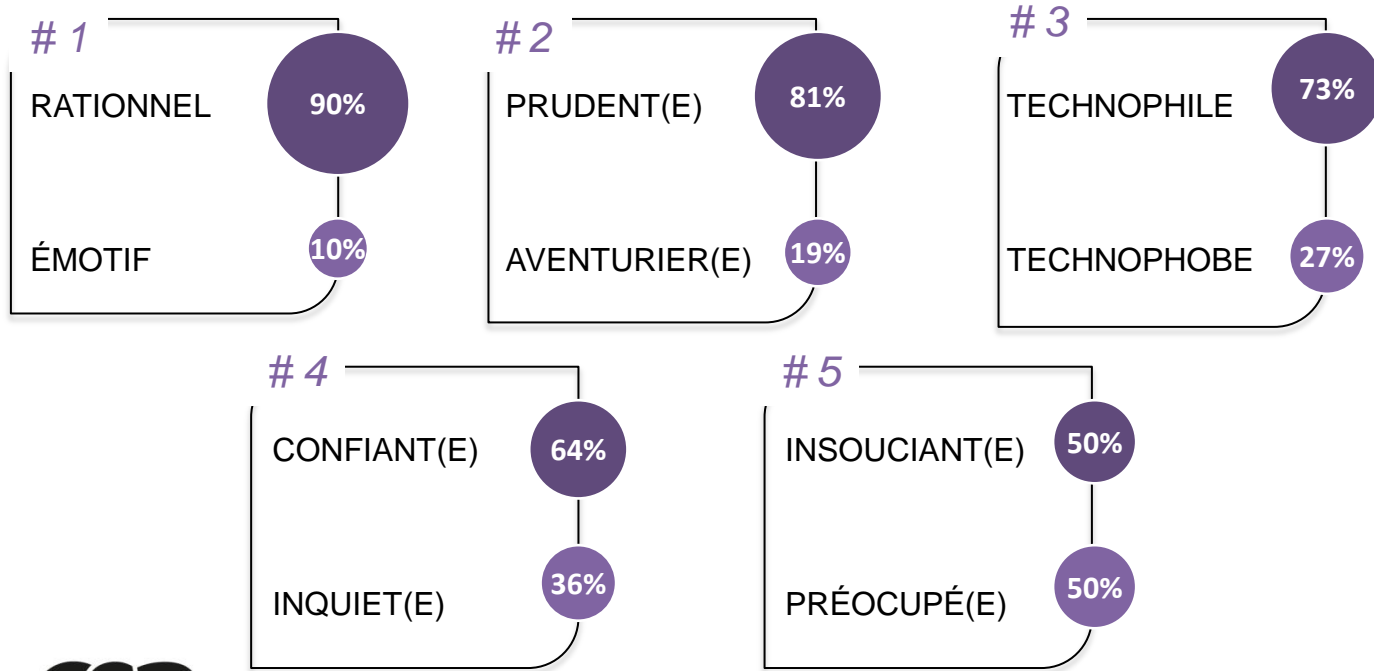 # 1
RATIONNEL 90%
ÉMOTIF 10%
# 2
PRUDENT(E) 81%
AVENTURIER(E) 19%
# 3
TECHNOPHILE 73%
TECHNOPHOBE 27%
# 4
CONFIANT(E) 64%
INQUIET(E) 36%
# 5
INSOUCIANT(E) 50%
PRÉOCUPÉ(E) 50%